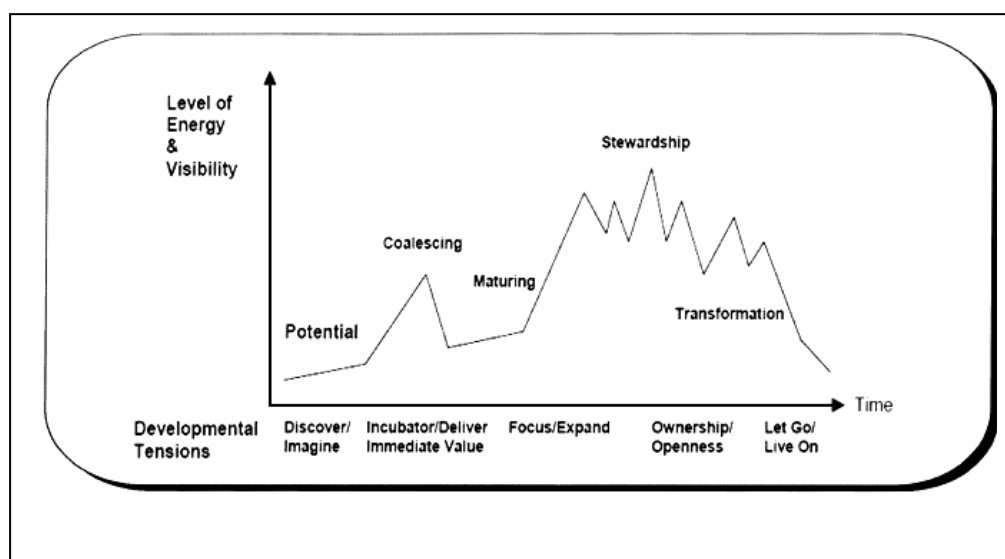 Level of
Energy
&
Visibility
Stewardship
Coalescing
Maturing
Potential
Transformation
Time
Developmental
Tensions
Discover/
Imagine
Incubator/Deliver
Immediate Value
Focus/Expand
Ownership/
Openness
Let Go/
Live On